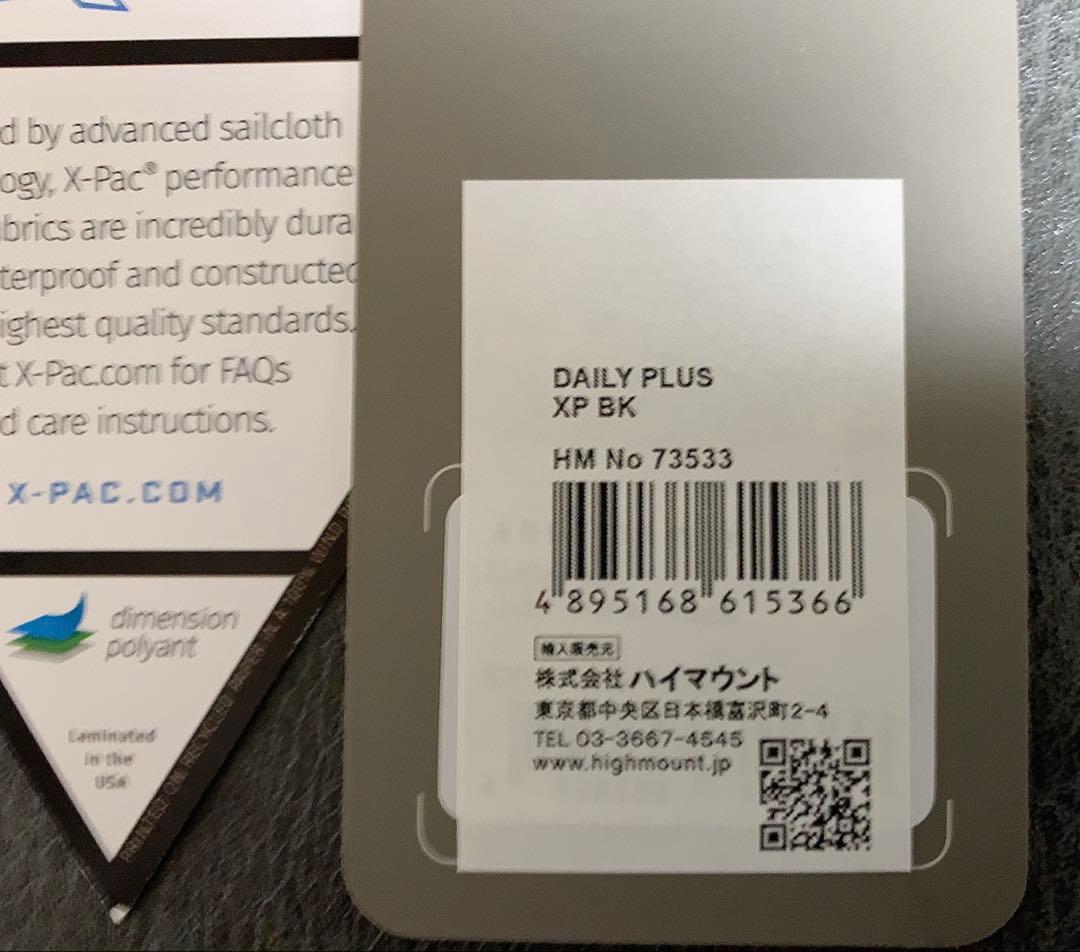 d by advanced sailcloth
ogy, X-Pac® performance
brics are incredibly dura
terproof and constructed
ighest quality standards.
t X-Pac.com for FAQs
d care instructions.
X-PAC.COM
dimension
polyant
Laminated
in the
USA
DAILY PLUS
XP BK
HM No 73533
4 895168 615366
輸入販売元
株式会社 ハイマウント
東京都中央区日本橋富沢町2-4
TEL 03-3667-4545
www.highmount.jp